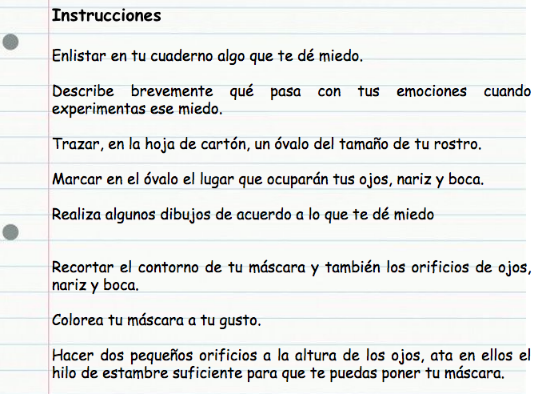 Instrucciones
Enlistar en tu cuaderno algo que te dé miedo.
Describe brevemente qué pasa con tus emociones cuando
experimentas ese miedo.
Trazar, en la hoja de cartón, un óvalo del tamaño de tu rostro.
Marcar en el óvalo el lugar que ocuparán tus ojos, nariz y boca.
Realiza algunos dibujos de acuerdo a lo que te dé miedo
Recortar el contorno de tu máscara y también los orificios de ojos,
nariz y boca.
Colorea tu máscara a tu gusto.
Hacer dos pequeños orificios a la altura de los ojos, ata en ellos el
hilo de estambre suficiente para que te puedas poner tu máscara.